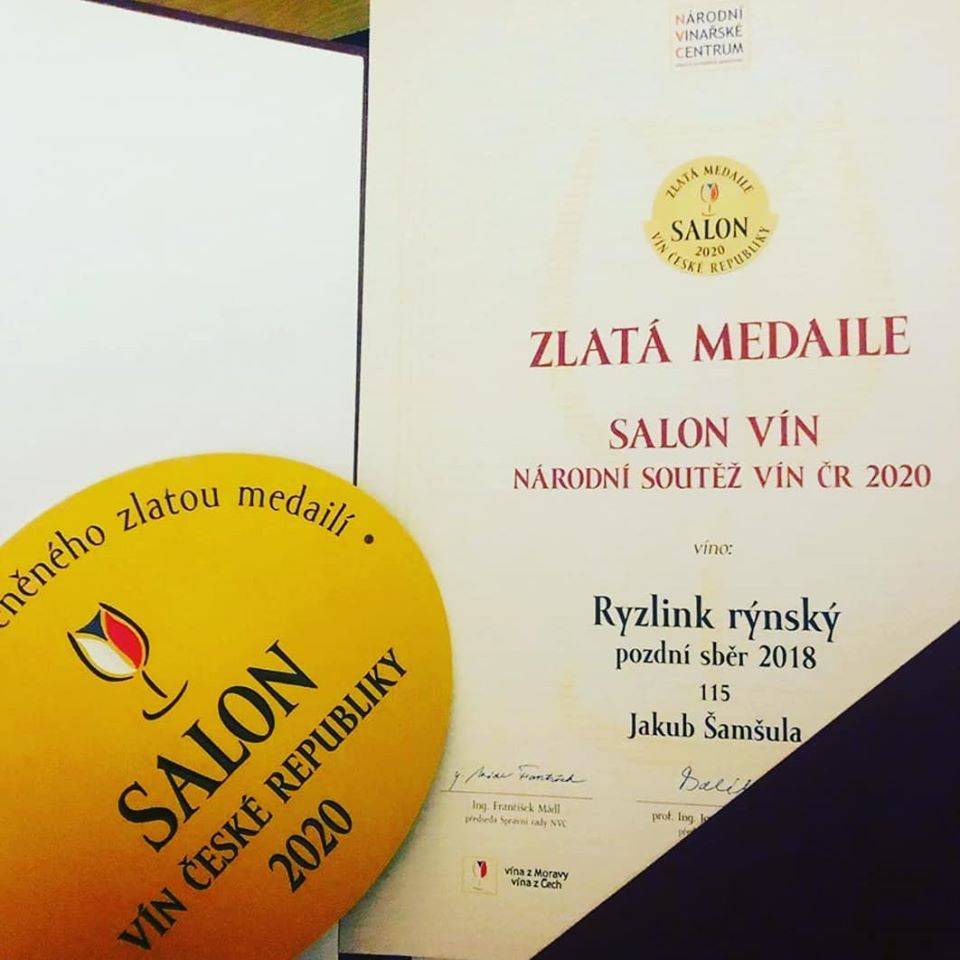 NÁRODNÍ
VINAŘSKÉ
CENTRUM
ZLATÁ MEDAILE
SALON
2020
VÍN ČESKÉ REPUBLIKY
ZLATÁ MEDAILE
SALON VÍN
NÁRODNÍ SOUTĚŽ VÍN ČR 2020
víno:
Ryzlink rýnský
pozdní sběr 2018
115
Jakub Šamšula
Ing. František Mádl
předseda Správní rady NVC
prof. Ing.
vína z Moravy
vína z Čech
zlatou medailí •
SALON
VÍN ČESKÉ REPUBLIKY
2020